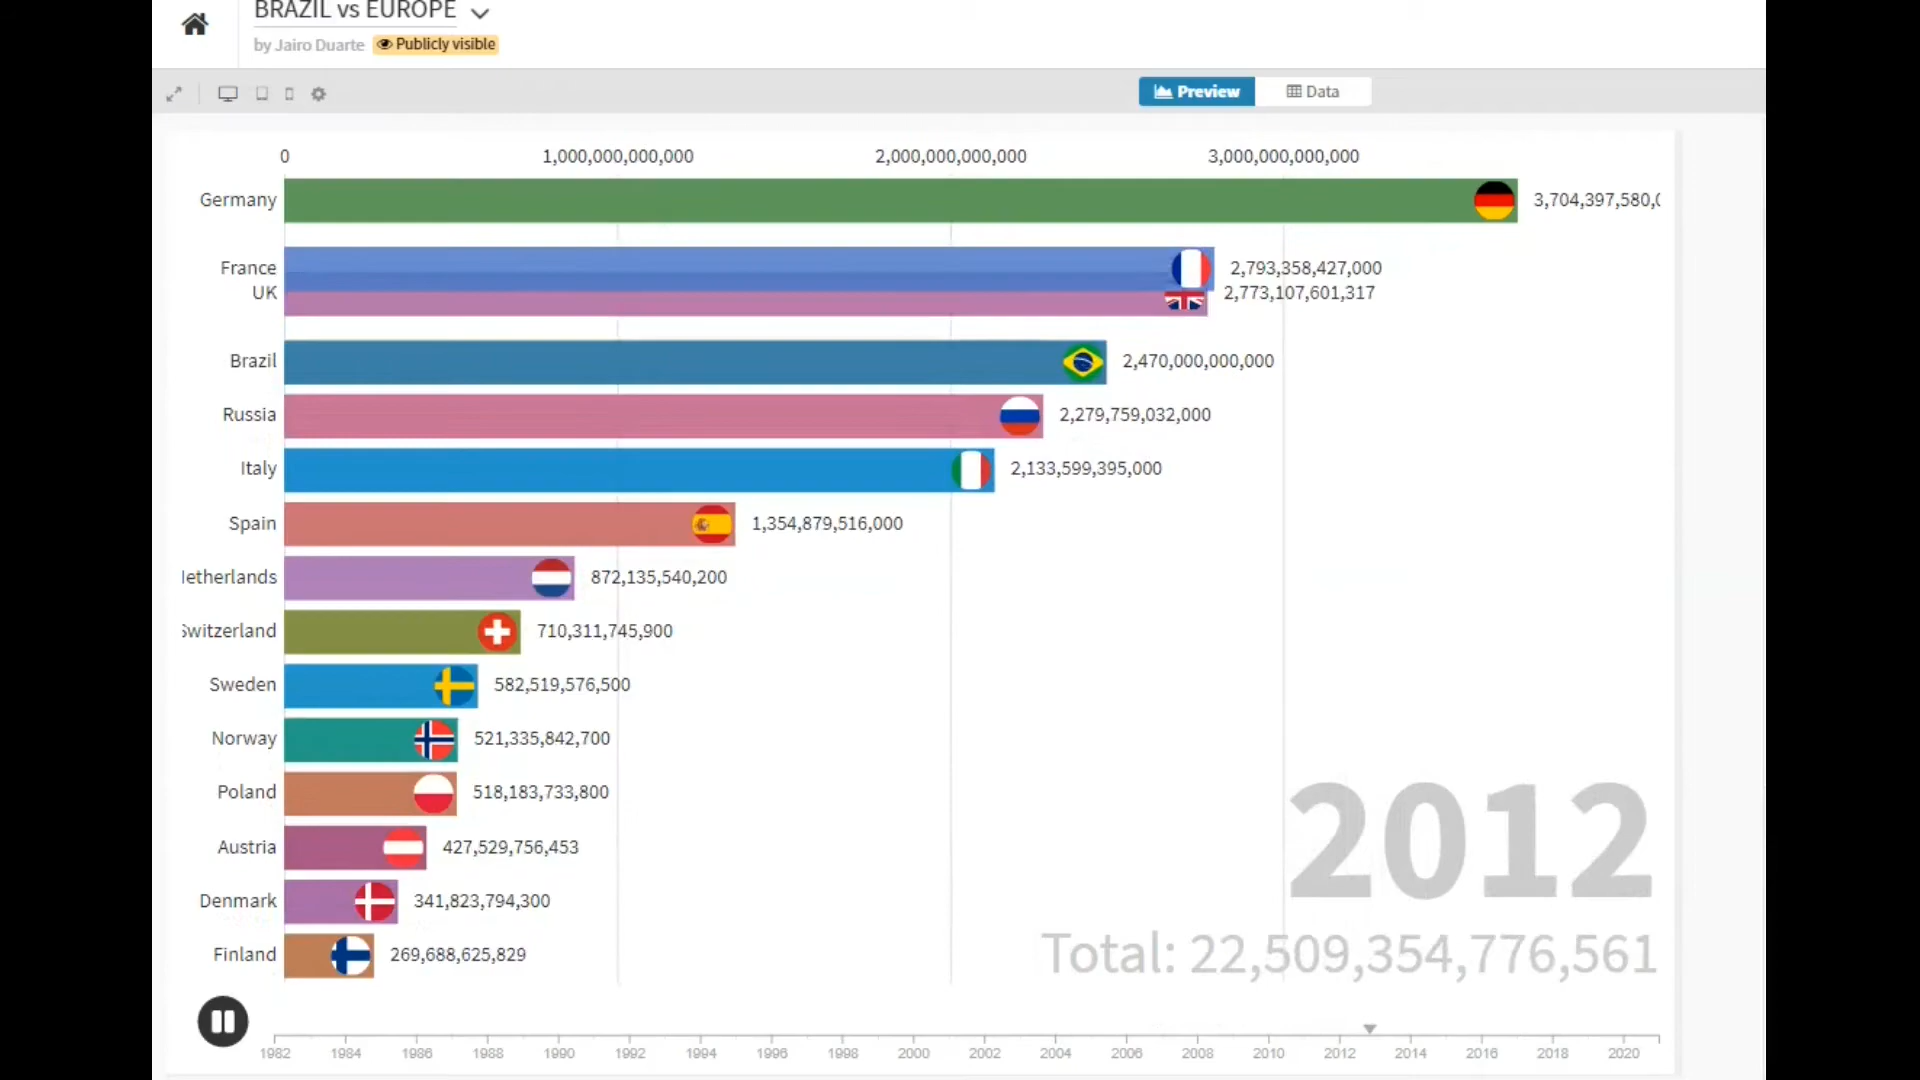 BRAZIL vs EUROPE
by Jairo Duarte Publicly visible
Preview Data
0 1,000,000,000,000 2,000,000,000,000 3,000,000,000,000
Germany 3,704,397,580,0
France 2,793,358,427,000
UK 2,773,107,601,317
Brazil 2,470,000,000,000
Russia 2,279,759,032,000
Italy 2,133,599,395,000
Spain 1,354,879,516,000
Netherlands 872,135,540,200
Switzerland 710,311,745,900
Sweden 582,519,576,500
Norway 521,335,842,700
Poland 518,183,733,800
Austria 427,529,756,453
Denmark 341,823,794,300
Finland 269,688,625,829
2012
Total: 22,509,354,776,561
1982 1984 1986 1988 1990 1992 1994 1996 1998 2000 2002 2004 2006 2008 2010 2012 2014 2016 2018 2020